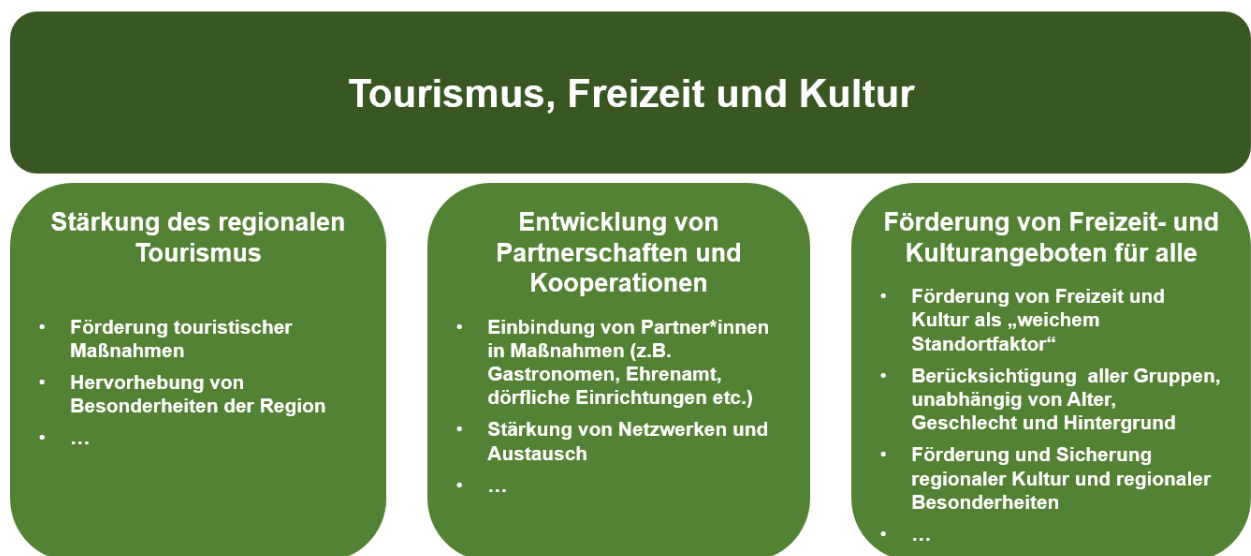 Tourismus, Freizeit und Kultur
Stärkung des regionalen
Tourismus
• Förderung touristischer
Maßnahmen
• Hervorhebung von
Besonderheiten der Region
• …
Entwicklung von
Partnerschaften und
Kooperationen
• Einbindung von Partner*innen
in Maßnahmen (z.B.
Gastronomen, Ehrenamt,
dörfliche Einrichtungen etc.)
• Stärkung von Netzwerken und
Austausch
• …
Förderung von Freizeit- und
Kulturangeboten für alle
• Förderung von Freizeit und
Kultur als „weichem
Standortfaktor“
• Berücksichtigung aller Gruppen,
unabhängig von Alter,
Geschlecht und Hintergrund
• Förderung und Sicherung
regionaler Kultur und regionaler
Besonderheiten
• …